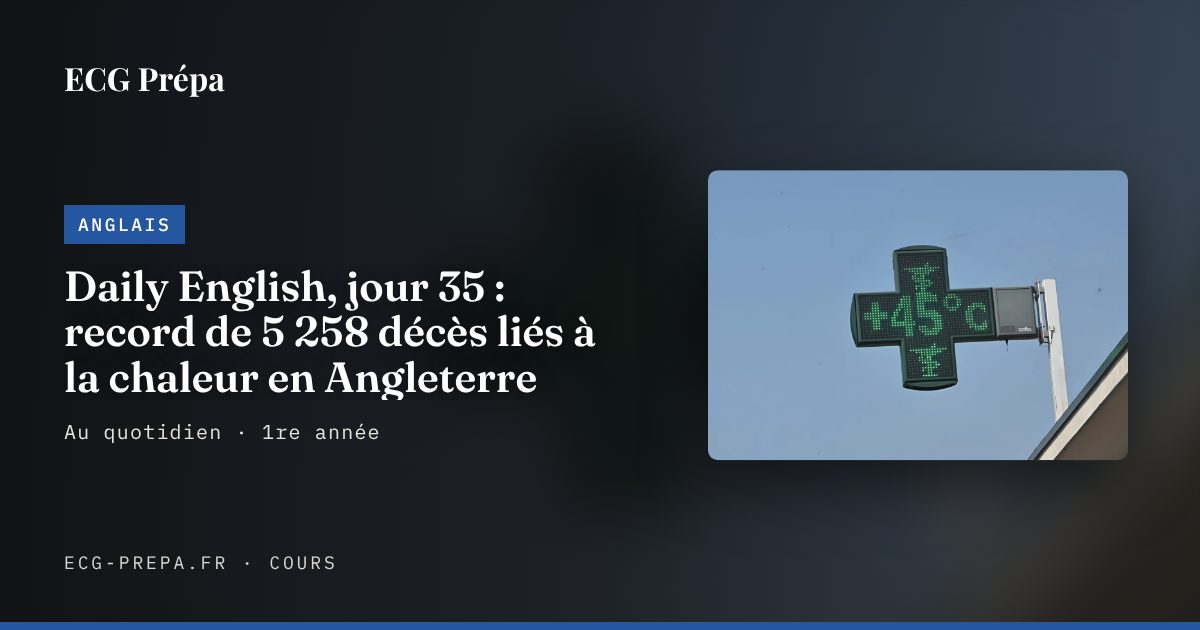 ECG Prépa
ANGLAIS
Daily English, jour 35 :
record de 5 258 décès liés à
la chaleur en Angleterre
Au quotidien · 1re année
+45°C
ECG-PREPA.FR · COURS